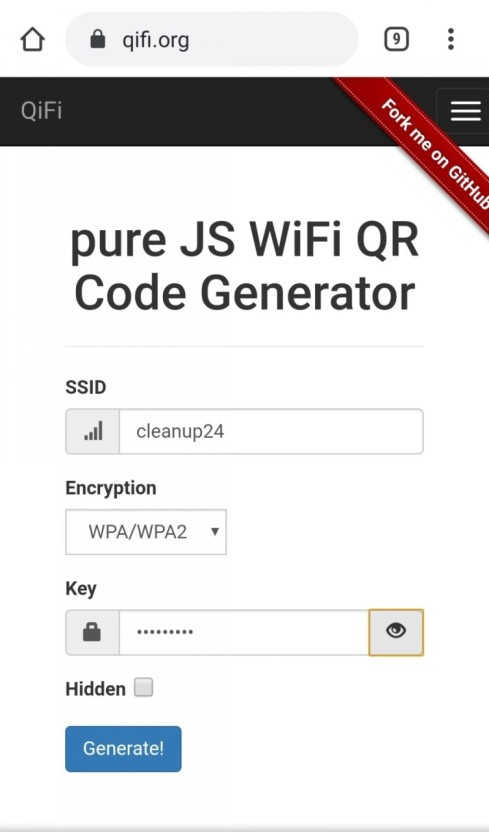 qifi.org
9
QiFi
Fork me on GitHub
pure JS WiFi QR
Code Generator
SSID
cleanup24
Encryption
WPA/WPA2
Key
•••••••••
Hidden
Generate!